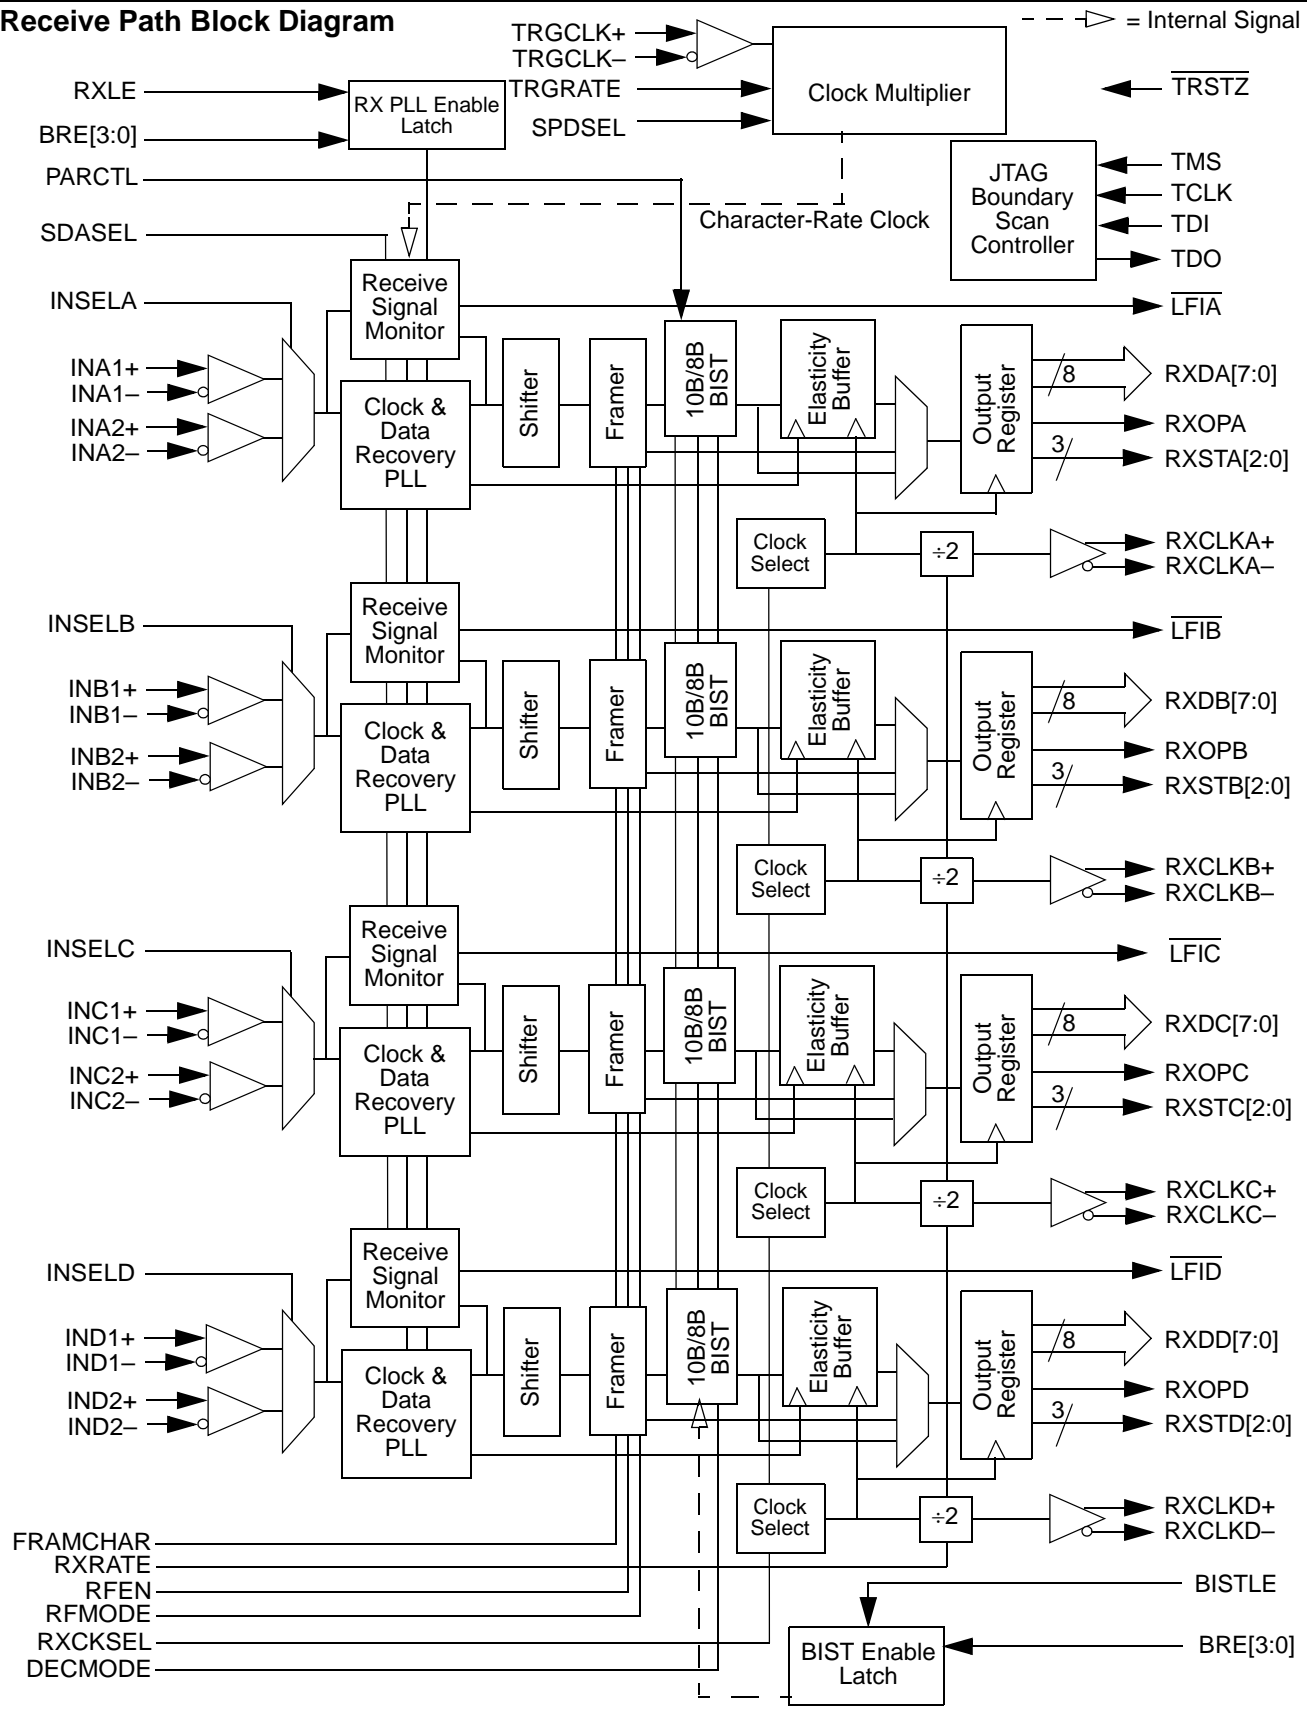 Receive Path Block Diagram
= Internal Signal
TRGCLK+
TRGCLK–
TRGRATE
SPDSEL
Clock Multiplier
TRSTZ
RXLE
BRE[3:0]
RX PLL Enable
Latch
PARCTL
SDASEL
Character-Rate Clock
JTAG
Boundary
Scan
Controller
TMS
TCLK
TDI
TDO
INSELA
INA1+
INA1–
INA2+
INA2–
Receive
Signal
Monitor
Clock &
Data
Recovery
PLL
Shifter
Framer
10B/8B
BIST
Elasticity
Buffer
Output
Register
Clock
Select
÷2
LFIA
8
RXDA[7:0]
RXOPA
3
RXSTA[2:0]
RXCLKA+
RXCLKA–
INSELB
INB1+
INB1–
INB2+
INB2–
Receive
Signal
Monitor
Clock &
Data
Recovery
PLL
Shifter
Framer
10B/8B
BIST
Elasticity
Buffer
Output
Register
Clock
Select
÷2
LFIB
8
RXDB[7:0]
RXOPB
3
RXSTB[2:0]
RXCLKB+
RXCLKB–
INSELC
INC1+
INC1–
INC2+
INC2–
Receive
Signal
Monitor
Clock &
Data
Recovery
PLL
Shifter
Framer
10B/8B
BIST
Elasticity
Buffer
Output
Register
Clock
Select
÷2
LFIC
8
RXDC[7:0]
RXOPC
3
RXSTC[2:0]
RXCLKC+
RXCLKC–
INSELD
IND1+
IND1–
IND2+
IND2–
Receive
Signal
Monitor
Clock &
Data
Recovery
PLL
Shifter
Framer
10B/8B
BIST
Elasticity
Buffer
Output
Register
Clock
Select
÷2
LFID
8
RXDD[7:0]
RXOPD
3
RXSTD[2:0]
RXCLKD+
RXCLKD–
FRAMCHAR
RXRATE
RFEN
RFMODE
RXCKSEL
DECMODE
BIST Enable
Latch
BISTLE
BRE[3:0]